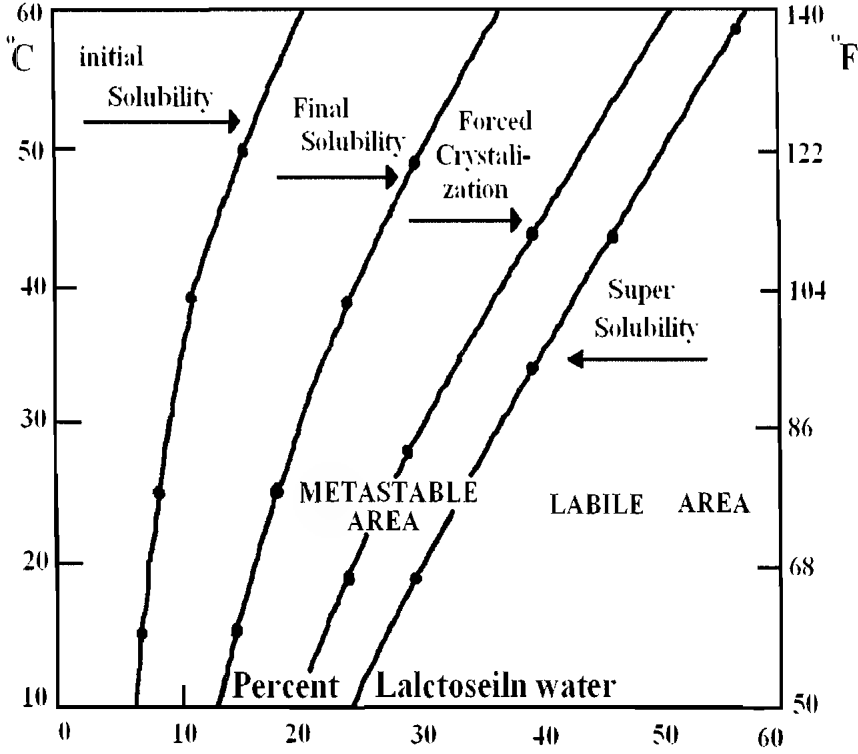 60
°C
initial
Solubility
50
40
30
20
10
Final
Solubility
Forced
Crystali-
zation
140
°F
122
Super
Solubility
104
86
METASTABLE
AREA
LABILE AREA
68
50
Percent Lalctoseiln water
0 10 20 30 40 50 60